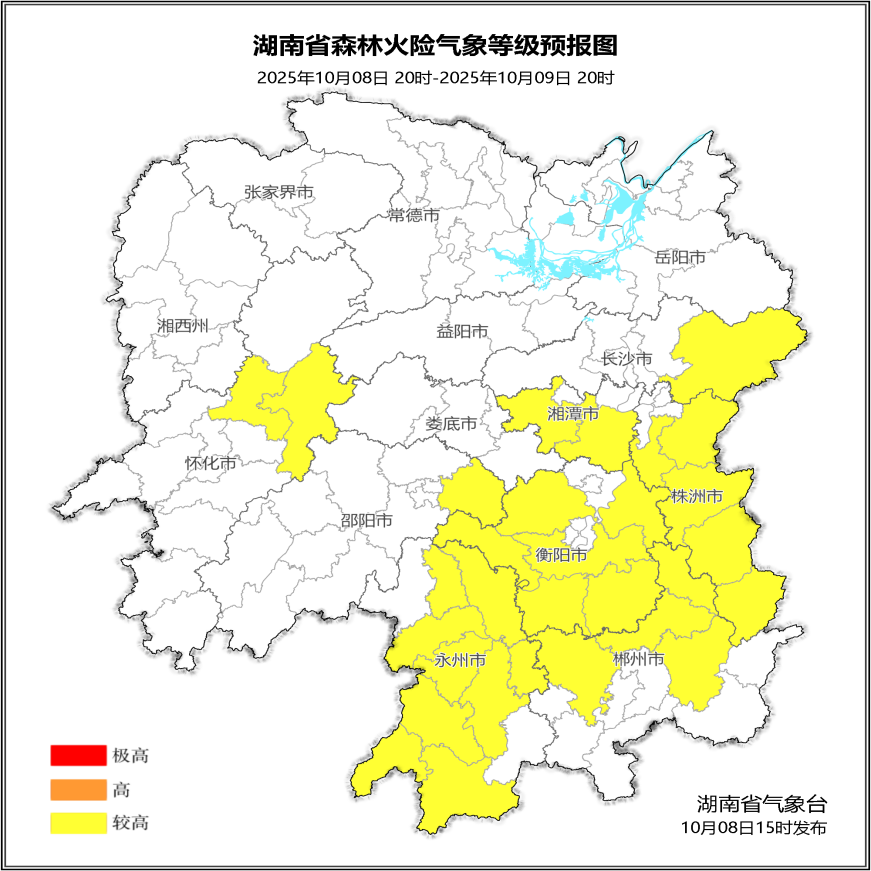 湖南省森林火险气象等级预报图
2025年10月08日 20时-2025年10月09日 20时
张家界市
常德市
岳阳市
湘西州
益阳市
长沙市
湘潭市
娄底市
怀化市
株洲市
邵阳市
衡阳市
永州市
郴州市
极高
高
较高
湖南省气象台
10月08日15时发布